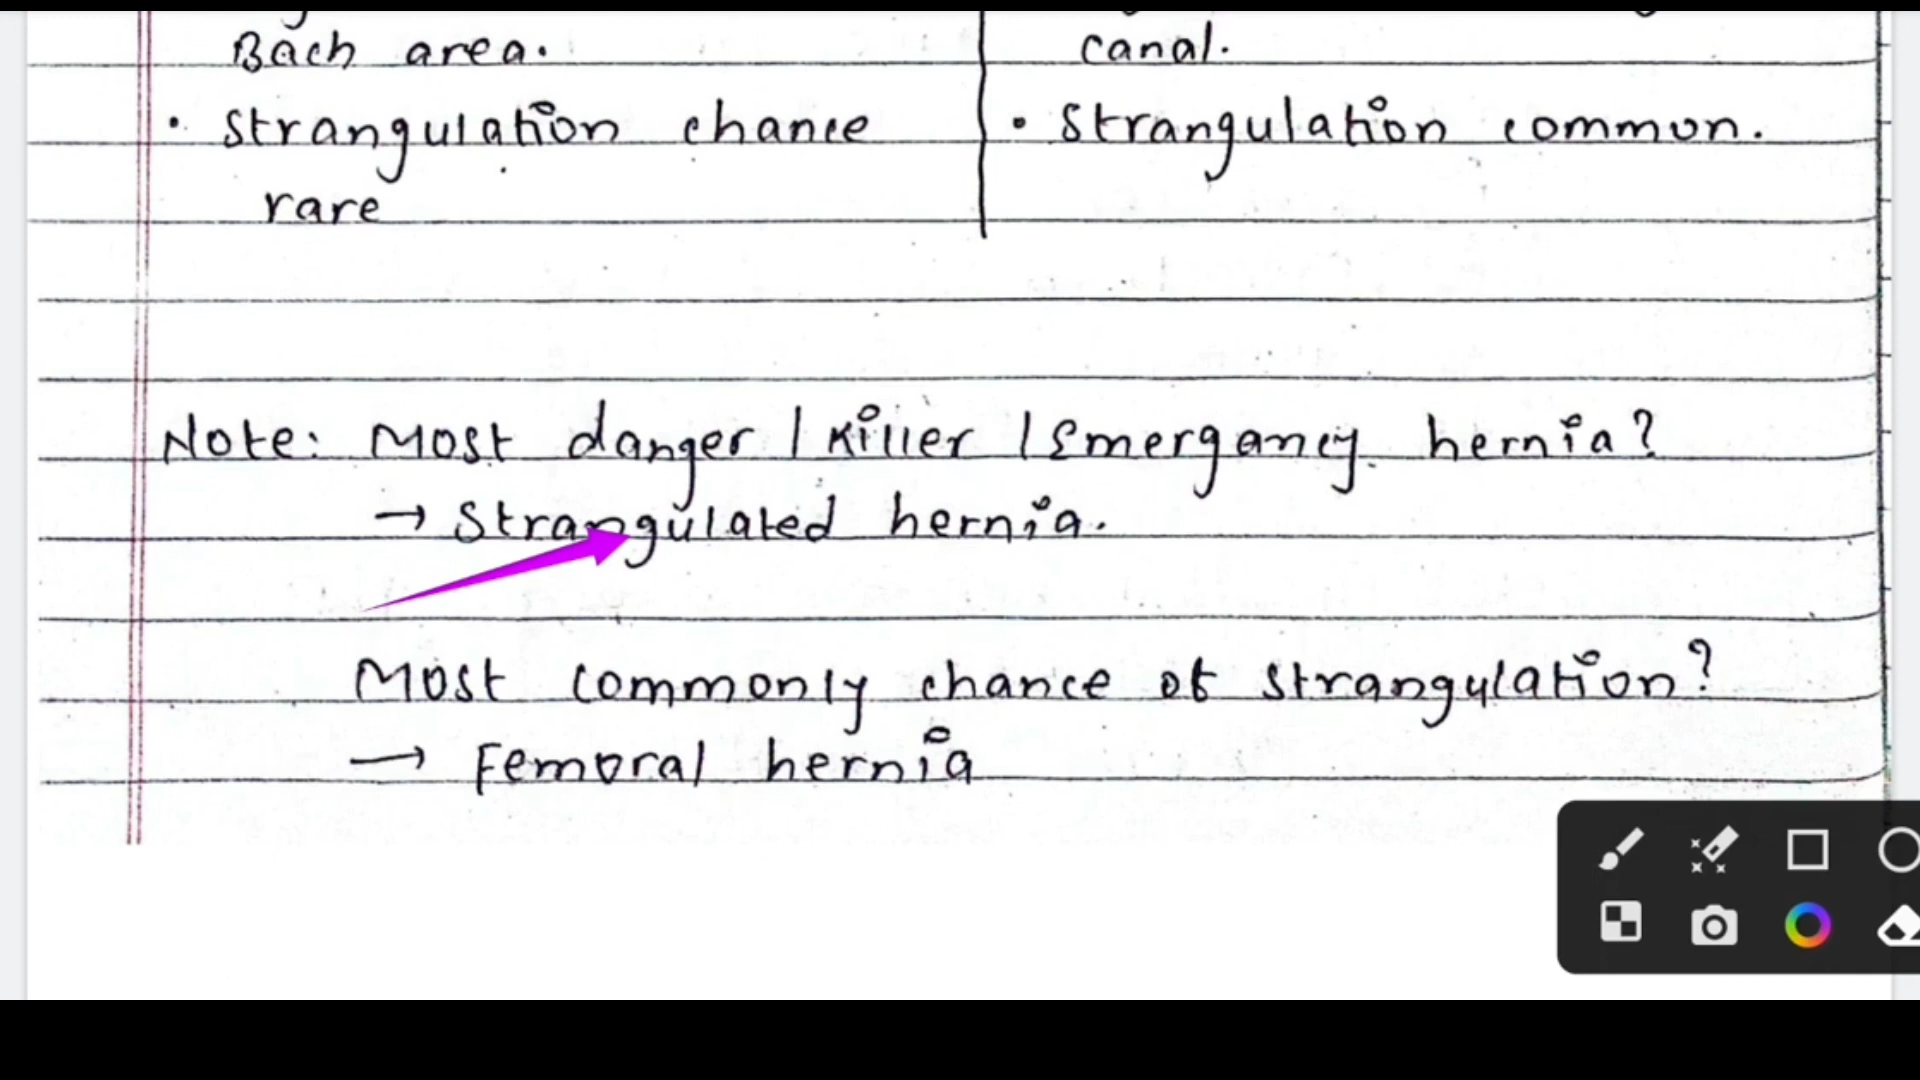 Bach area.
canal.
• Strangulation chance
• Strangulation common.
rare
Note: Most danger / Killer / Emergancy hernia?
→ Strangulated hernia.
Most commonly chance of strangulation?
→ Femoral hernia